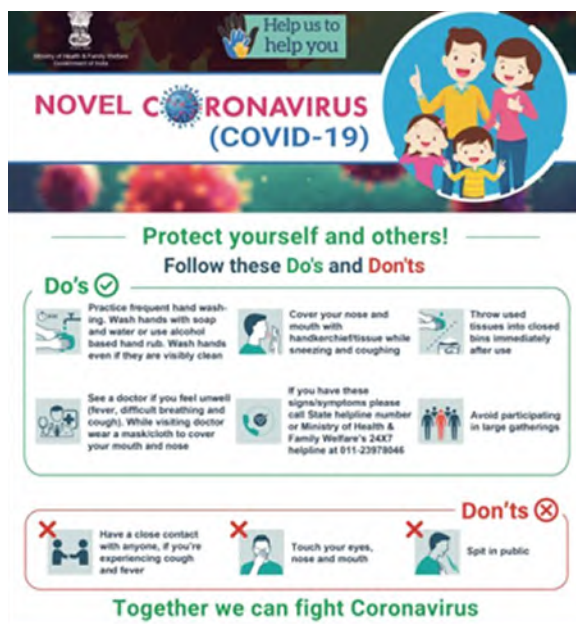 Ministry of Health & Family Welfare
Government of India
Help us to
help you
NOVEL CORONAVIRUS
(COVID-19)
Protect yourself and others!
Follow these Do's and Don'ts
Do's
Practice frequent hand wash-
ing. Wash hands with soap
and water or use alcohol
based hand rub. Wash hands
even if they are visibly clean
Cover your nose and
mouth with
handkerchief/tissue while
sneezing and coughing
Throw used
tissues into closed
bins immediately
after use
See a doctor if you feel unwell
(fever, difficult breathing and
cough). While visiting doctor
wear a mask/cloth to cover
your mouth and nose
If you have these
signs/symptoms please
call State helpline number
or Ministry of Health &
Family Welfare's 24X7
helpline at 011-23978046
Avoid participating
in large gatherings
Don'ts
Have a close contact
with anyone, if you're
experiencing cough
and fever
Touch your eyes,
nose and mouth
Spit in public
Together we can fight Coronavirus